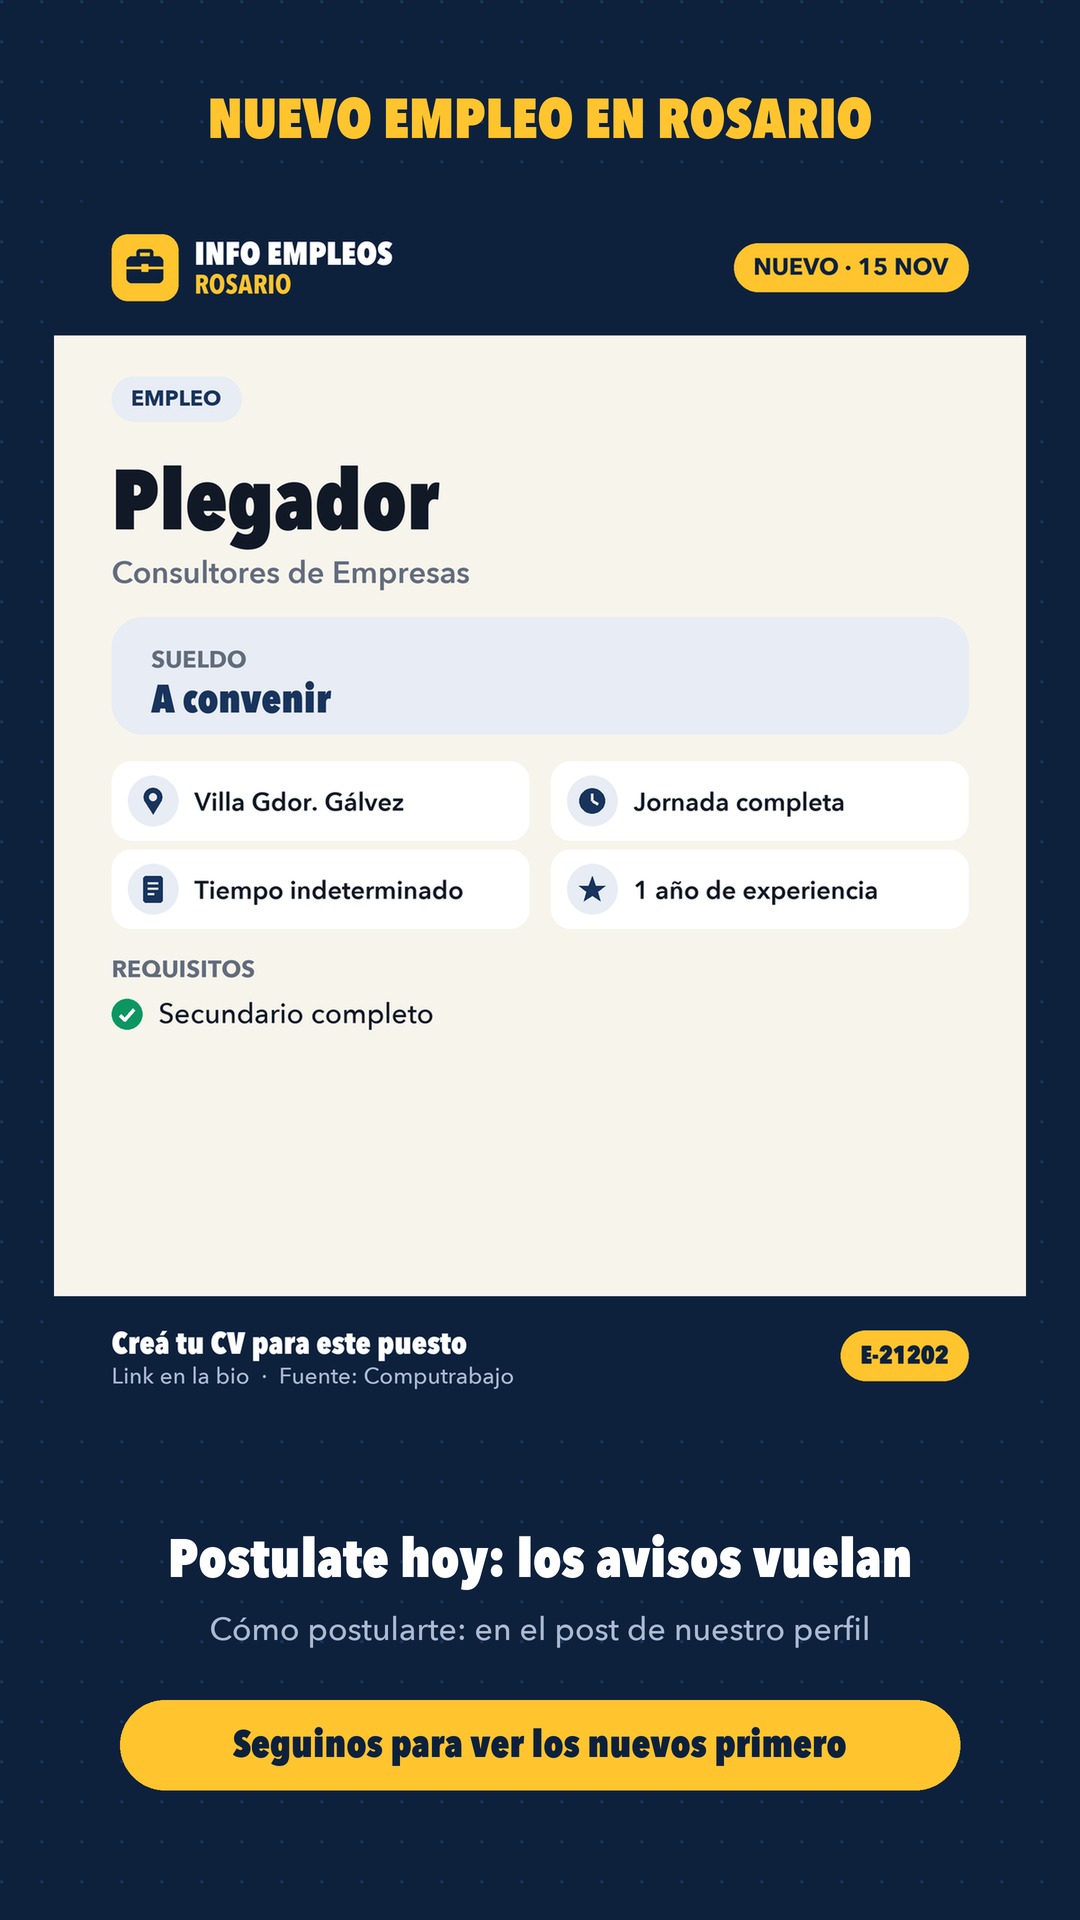 NUEVO EMPLEO EN ROSARIO
INFO EMPLEOS
ROSARIO
NUEVO · 15 NOV
EMPLEO
Plegador
Consultores de Empresas
SUELDO
A convenir
Villa Gdor. Gálvez
Jornada completa
Tiempo indeterminado
1 año de experiencia
REQUISITOS
Secundario completo
Creá tu CV para este puesto
Link en la bio · Fuente: Computrabajo
E-21202
Postulate hoy: los avisos vuelan
Cómo postularte: en el post de nuestro perfil
Seguinos para ver los nuevos primero